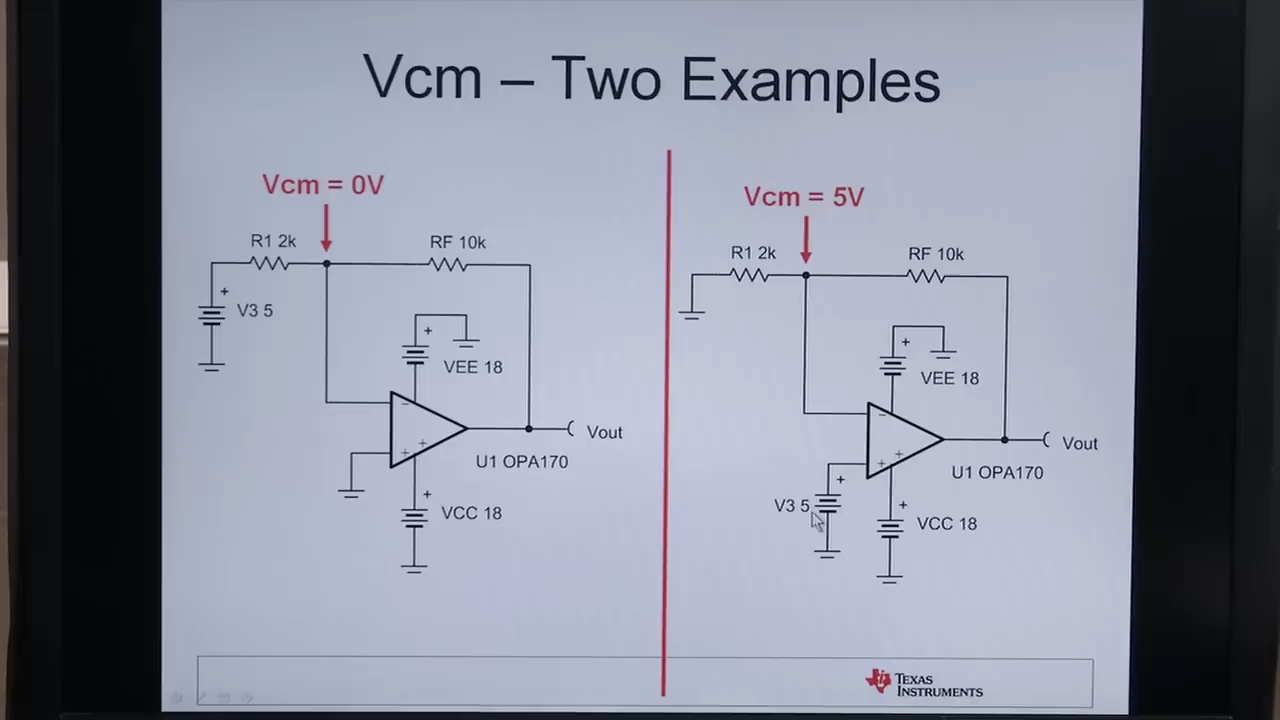 Vcm – Two Examples
Vcm = 0V
R1 2k
RF 10k
+
V3 5
+
VEE 18
−
+
+
Vout
U1 OPA170
+
VCC 18
Vcm = 5V
R1 2k
RF 10k
+
VEE 18
−
+
+
Vout
U1 OPA170
+
V3 5
+
VCC 18
TEXAS
INSTRUMENTS